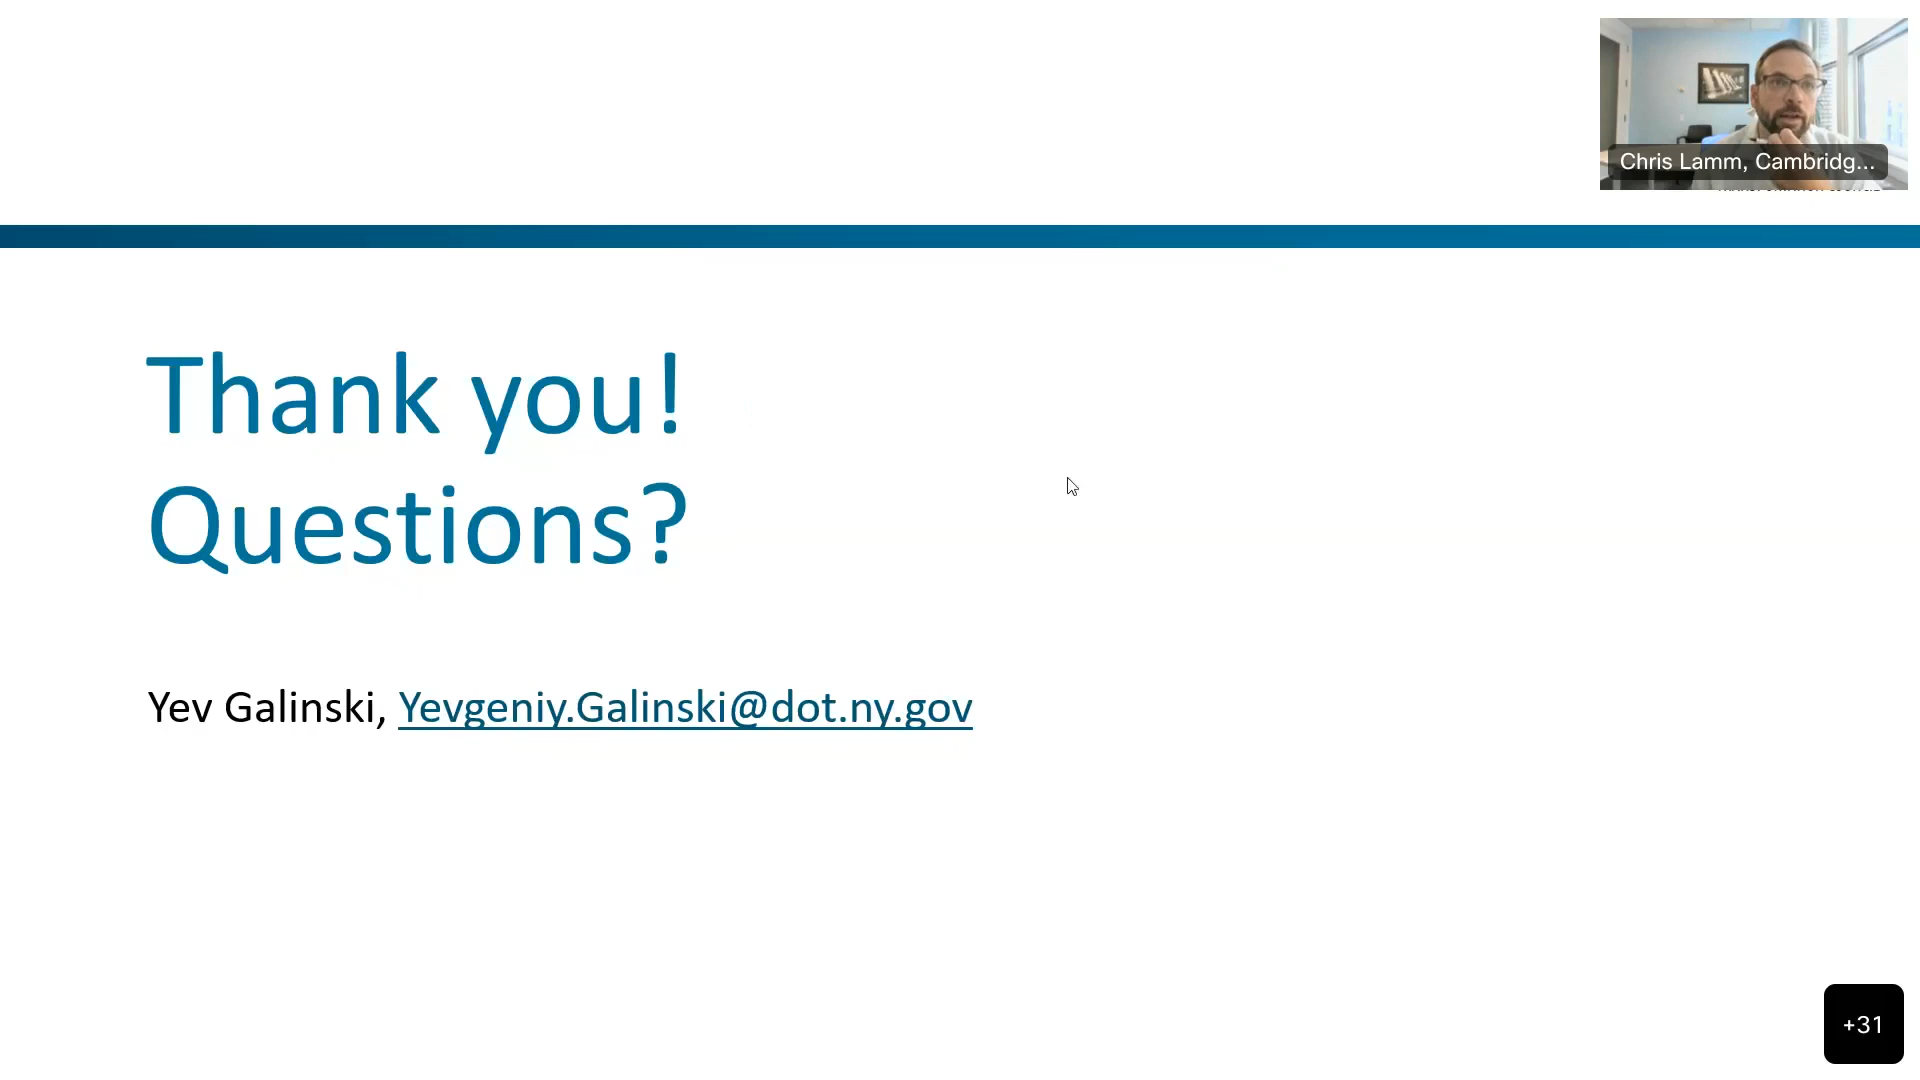 Chris Lamm, Cambridg...
Thank you!
Questions?
Yev Galinski, Yevgeniy.Galinski@dot.ny.gov
+31